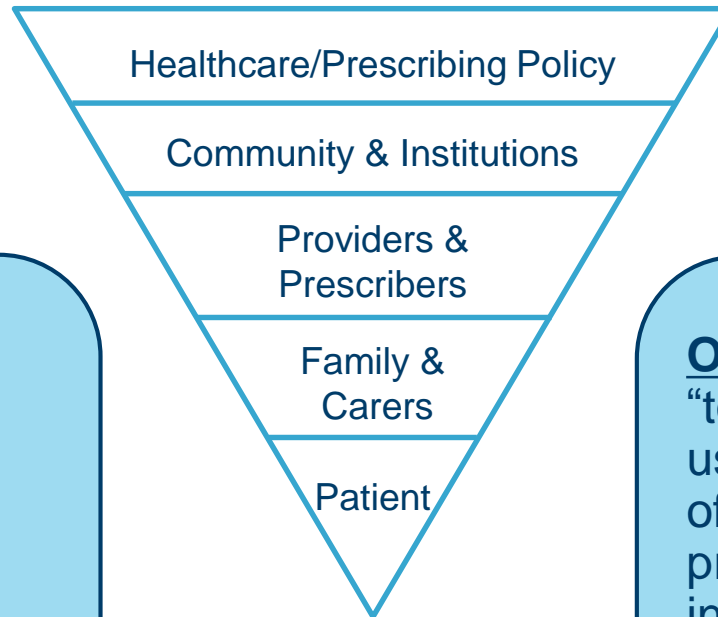 Healthcare/Prescribing Policy
Community & Institutions
Providers &
Prescribers
Family &
Carers
Patient